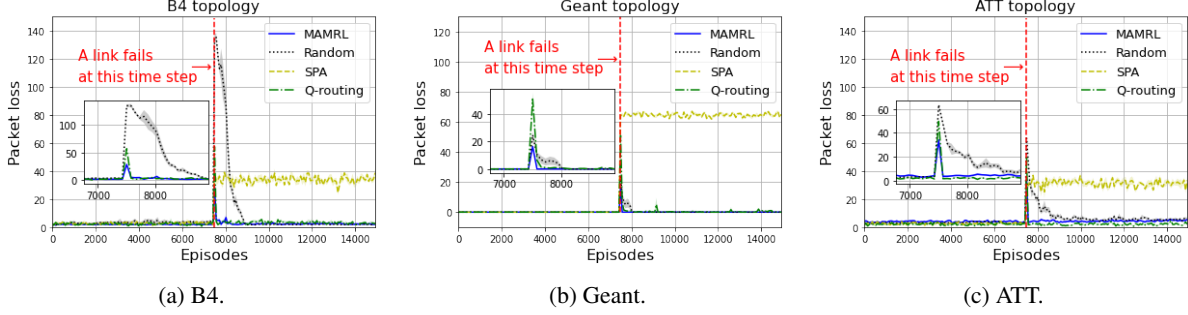 B4 topology
140
120
100
80
60
40
20
0
Packet loss
A link fails
at this time step
MAMRL
Random
SPA
Q-routing
100
50
0
7000
8000
0
2000
4000
6000
8000
10000
12000
14000
Episodes
(a) B4.
Geant topology
120
100
80
60
40
20
0
Packet loss
A link fails
at this time step
MAMRL
Random
SPA
Q-routing
40
20
0
7000
8000
0
2000
4000
6000
8000
10000
12000
14000
Episodes
(b) Geant.
ATT topology
140
120
100
80
60
40
20
0
Packet loss
A link fails
at this time step
MAMRL
Random
SPA
Q-routing
60
40
20
0
7000
8000
0
2000
4000
6000
8000
10000
12000
14000
Episodes
(c) ATT.